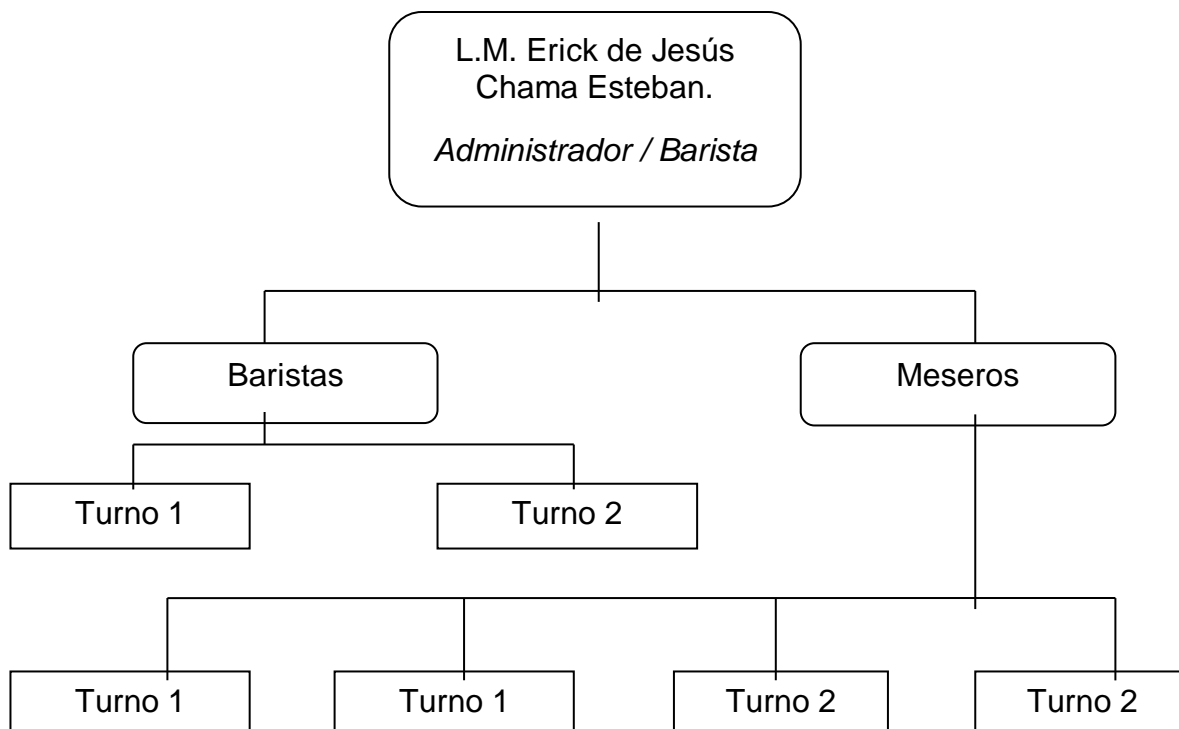 L.M. Erick de Jesús
Chama Esteban.
Administrador / Barista
Baristas
Meseros
Turno 1
Turno 2
Turno 1
Turno 1
Turno 2
Turno 2